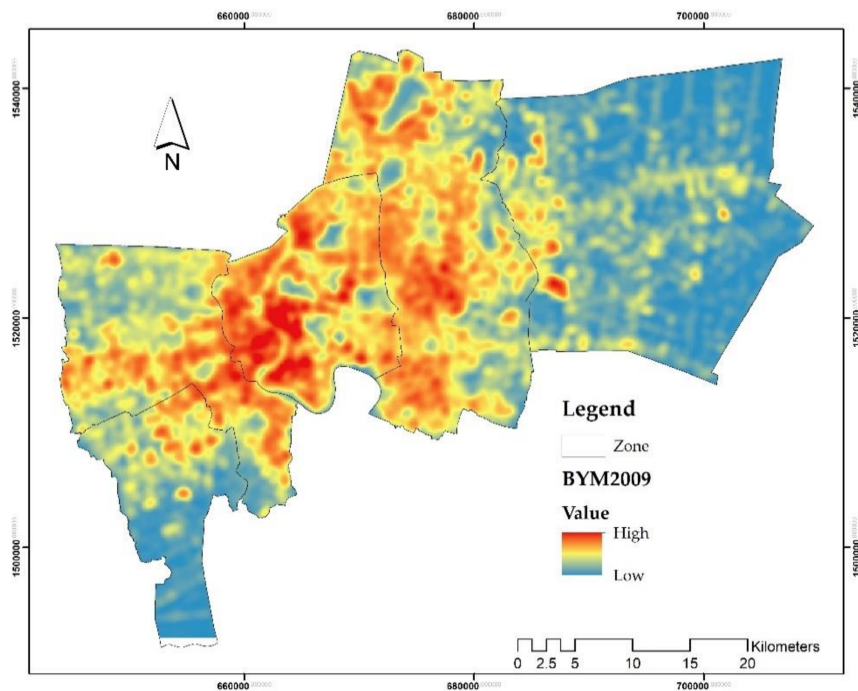 660000 680000 700000
1540000 1540000
N
1520000 1520000
Legend
Zone
BYM2009
Value
High
Low
1500000 1500000
Kilometers
0 2.5 5 10 15 20
660000 680000 700000